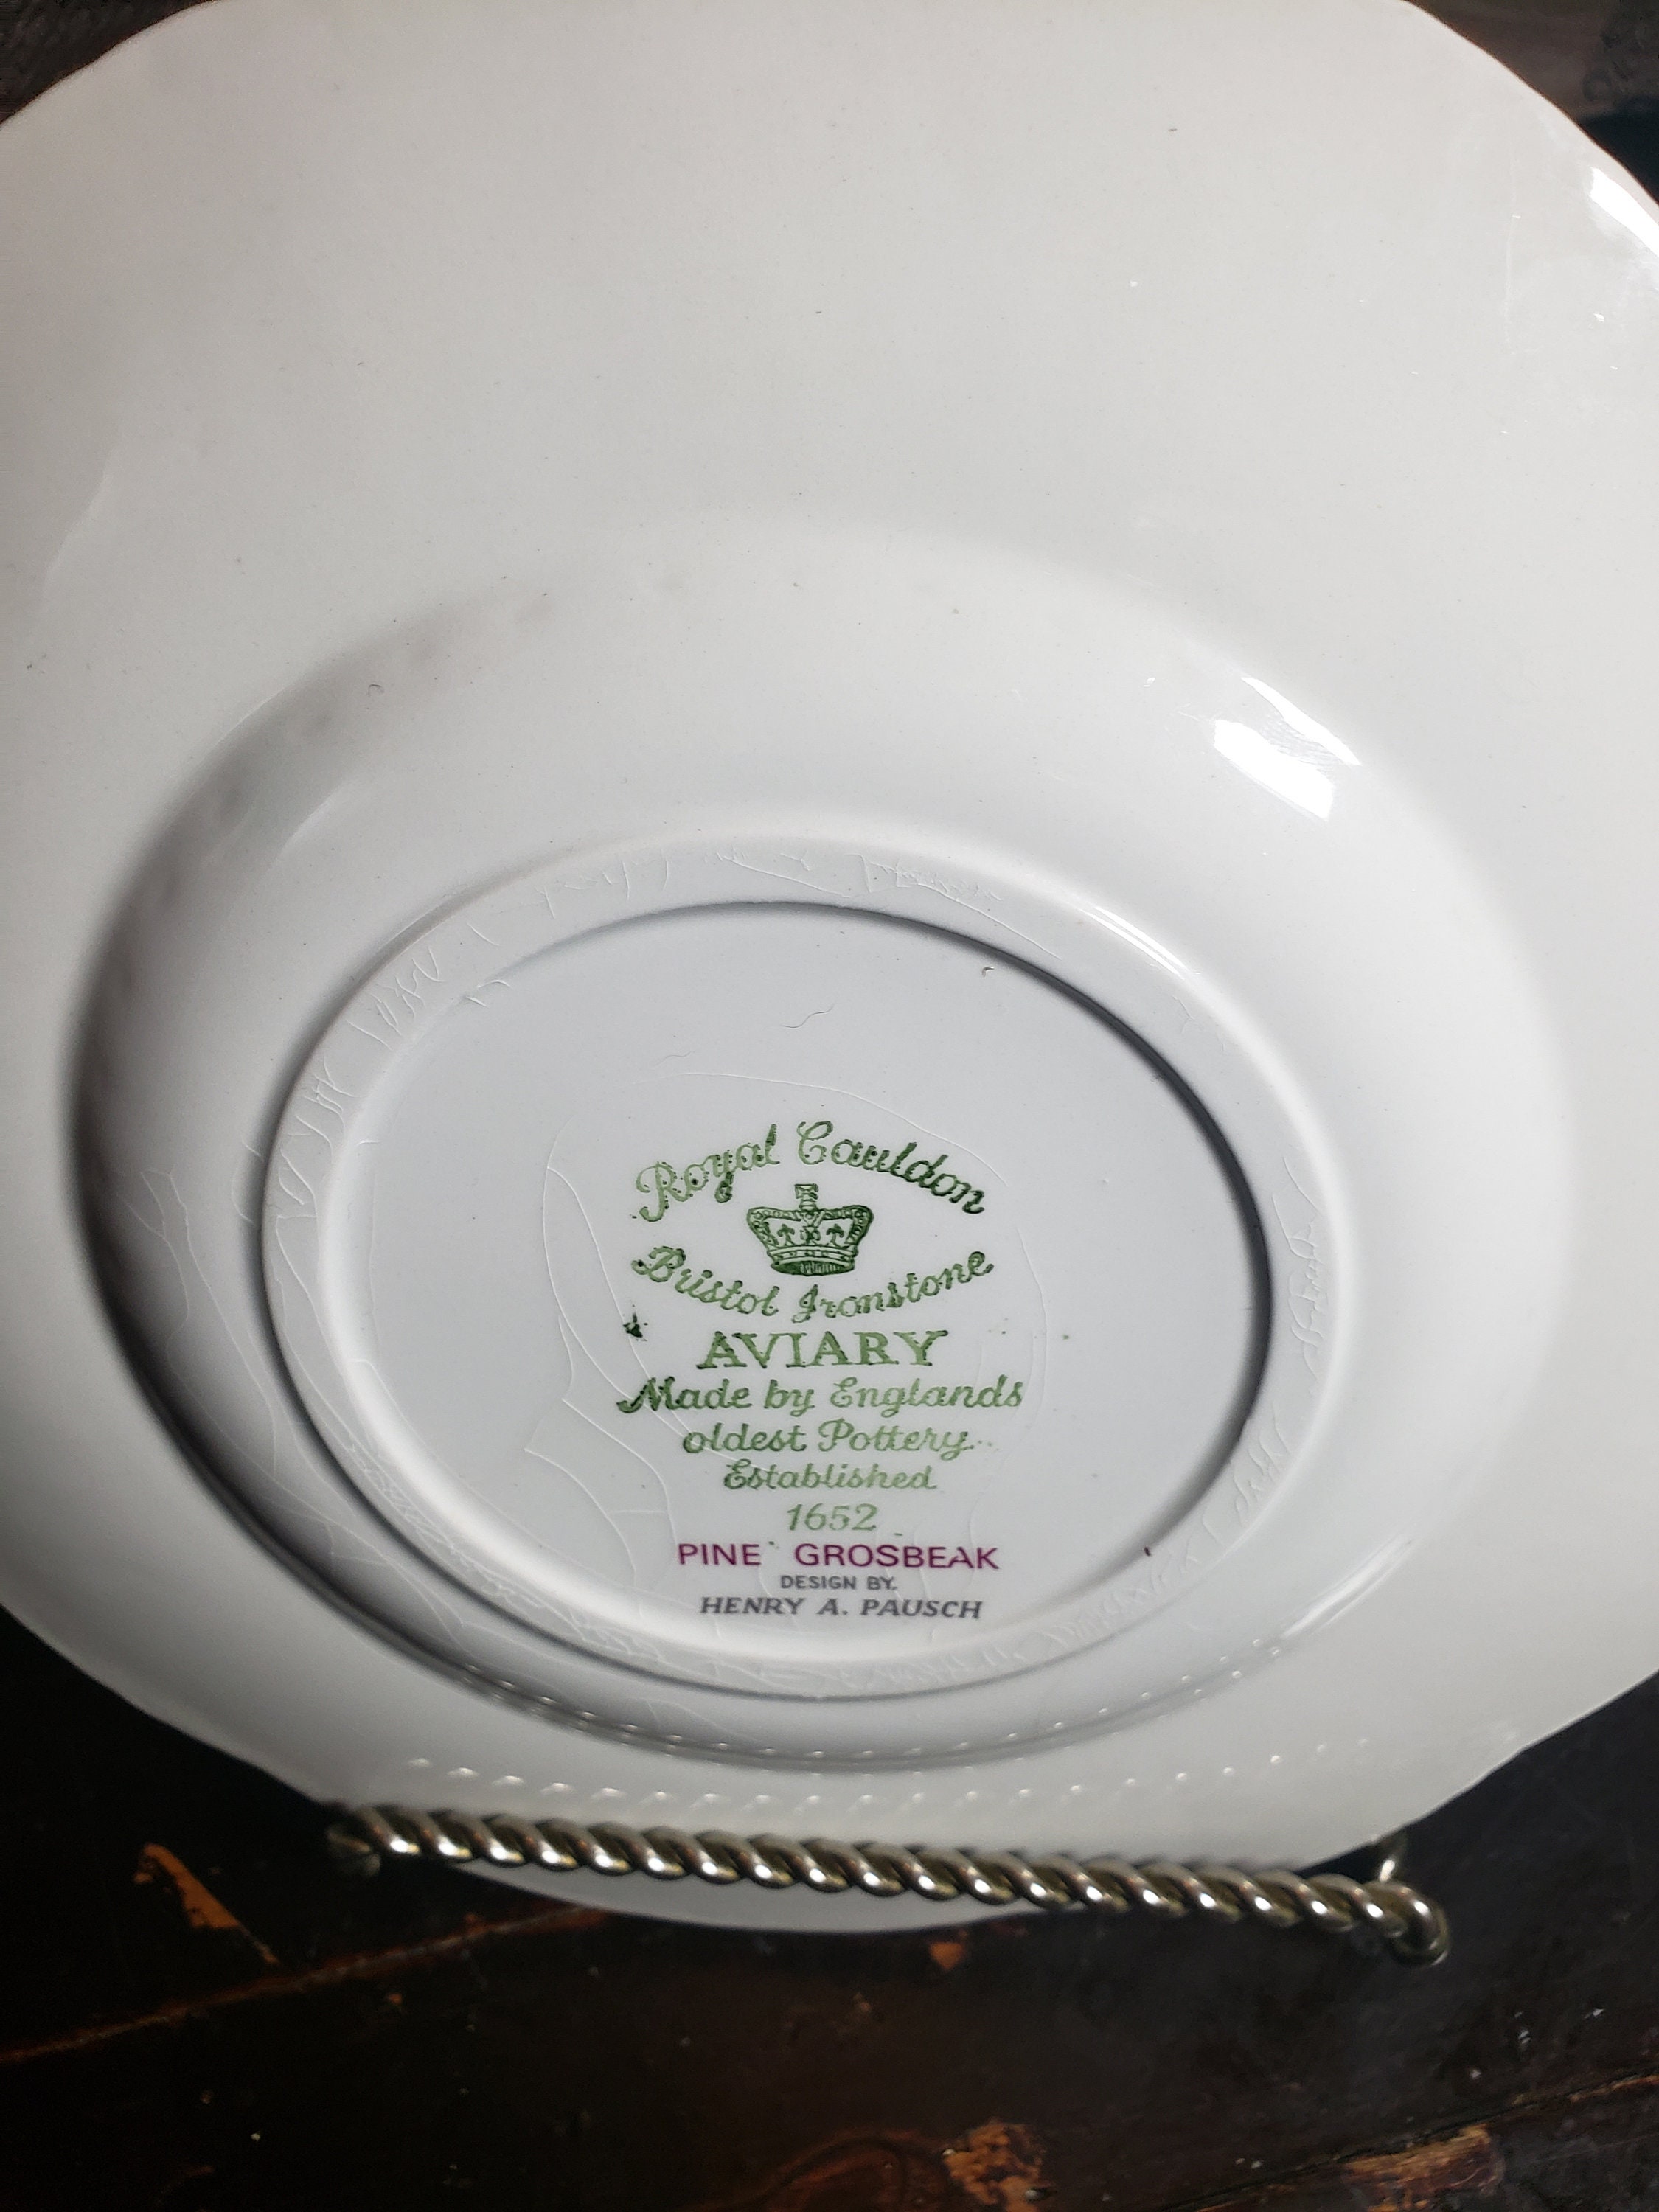 Royal Cauldon
Bristol Ironstone
AVIARY
Made by Englands
oldest Pottery
Established
1652
PINE GROSBEAK
DESIGN BY.
HENRY A. PAUSCH